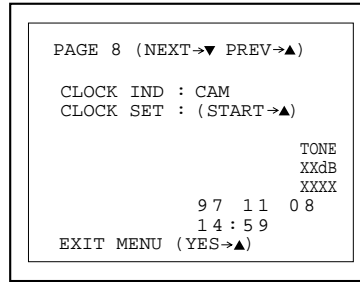 PAGE 8 (NEXT→▼ PREV→▲)
CLOCK IND : CAM
CLOCK SET : (START→▲)
TONE
XXdB
XXXX
97 11 08
14:59
EXIT MENU (YES→▲)